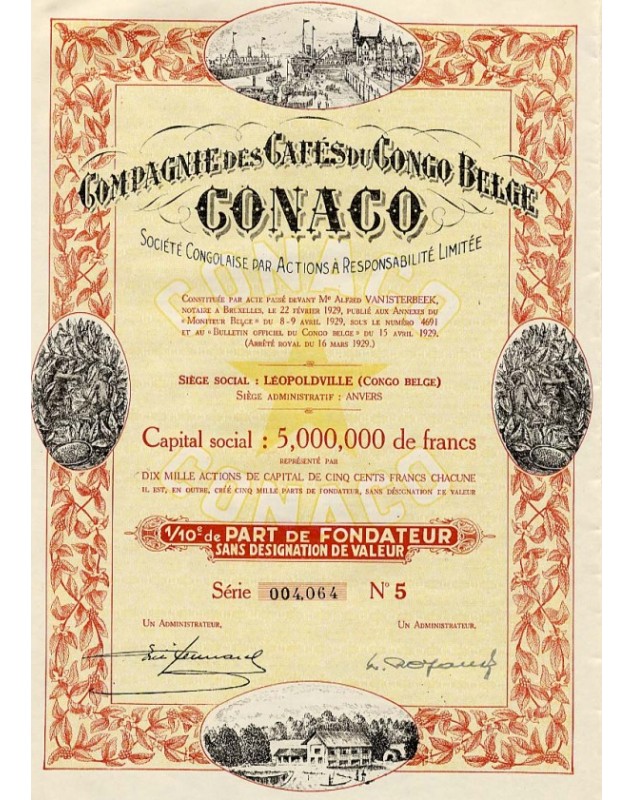 COMPAGNIE DES CAFÉS DU CONGO BELGE
CONACO
SOCIÉTÉ CONGOLAISE PAR ACTIONS À RESPONSABILITÉ LIMITÉE
CONSTITUÉE PAR ACTE PASSÉ DEVANT Me ALFRED VANISTERBEEK,
NOTAIRE A BRUXELLES, LE 22 FÉVRIER 1929, PUBLIÉ AUX ANNEXES DU
« MONITEUR BELGE » DU 8-9 AVRIL 1929, SOUS LE NUMÉRO 4691
ET AU « BULLETIN OFFICIEL DU CONGO BELGE » DU 15 AVRIL 1929.
(ARRÊTÉ ROYAL DU 16 MARS 1929.)
SIÈGE SOCIAL : LÉOPOLDVILLE (CONGO BELGE)
SIÈGE ADMINISTRATIF : ANVERS
Capital social : 5,000,000 de francs
REPRÉSENTÉ PAR
DIX MILLE ACTIONS DE CAPITAL DE CINQ CENTS FRANCS CHACUNE
IL EST, EN OUTRE, CRÉÉ CINQ MILLE PARTS DE FONDATEUR, SANS DÉSIGNATION DE VALEUR
CONACO
CONACO
1/10e de PART DE FONDATEUR
SANS DESIGNATION DE VALEUR
Série 004,064 No 5
UN ADMINISTRATEUR, UN ADMINISTRATEUR,